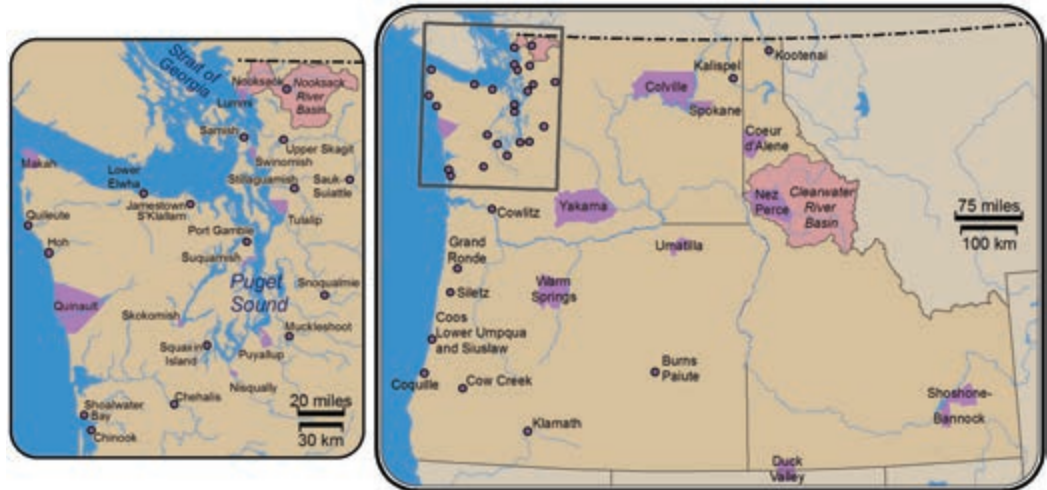 Strait of
Georgia
Nooksack
Nooksack
River
Basin
Lummi
Samish
Upper Skagit
Swinomish
Makah
Lower
Elwha
Stillaguamish
Sauk-
Suiattle
Jamestown
S'Klallam
Tulalip
Quileute
Port Gamble
Hoh
Suquamish
Puget
Sound
Snoqualmie
Quinault
Skokomish
Muckleshoot
Squaxin
Island
Puyallup
Nisqually
Chehalis
Shoalwater
Bay
Chinook
20 miles
30 km
Kootenai
Kalispel
Colville
Spokane
Coeur
d'Alene
Nez
Perce
Clearwater
River
Basin
Yakama
Cowlitz
75 miles
100 km
Grand
Ronde
Umatilla
Siletz
Warm
Springs
Coos
Lower Umpqua
and Siuslaw
Coquille
Cow Creek
Burns
Paiute
Shoshone-
Bannock
Klamath
Duck
Valley